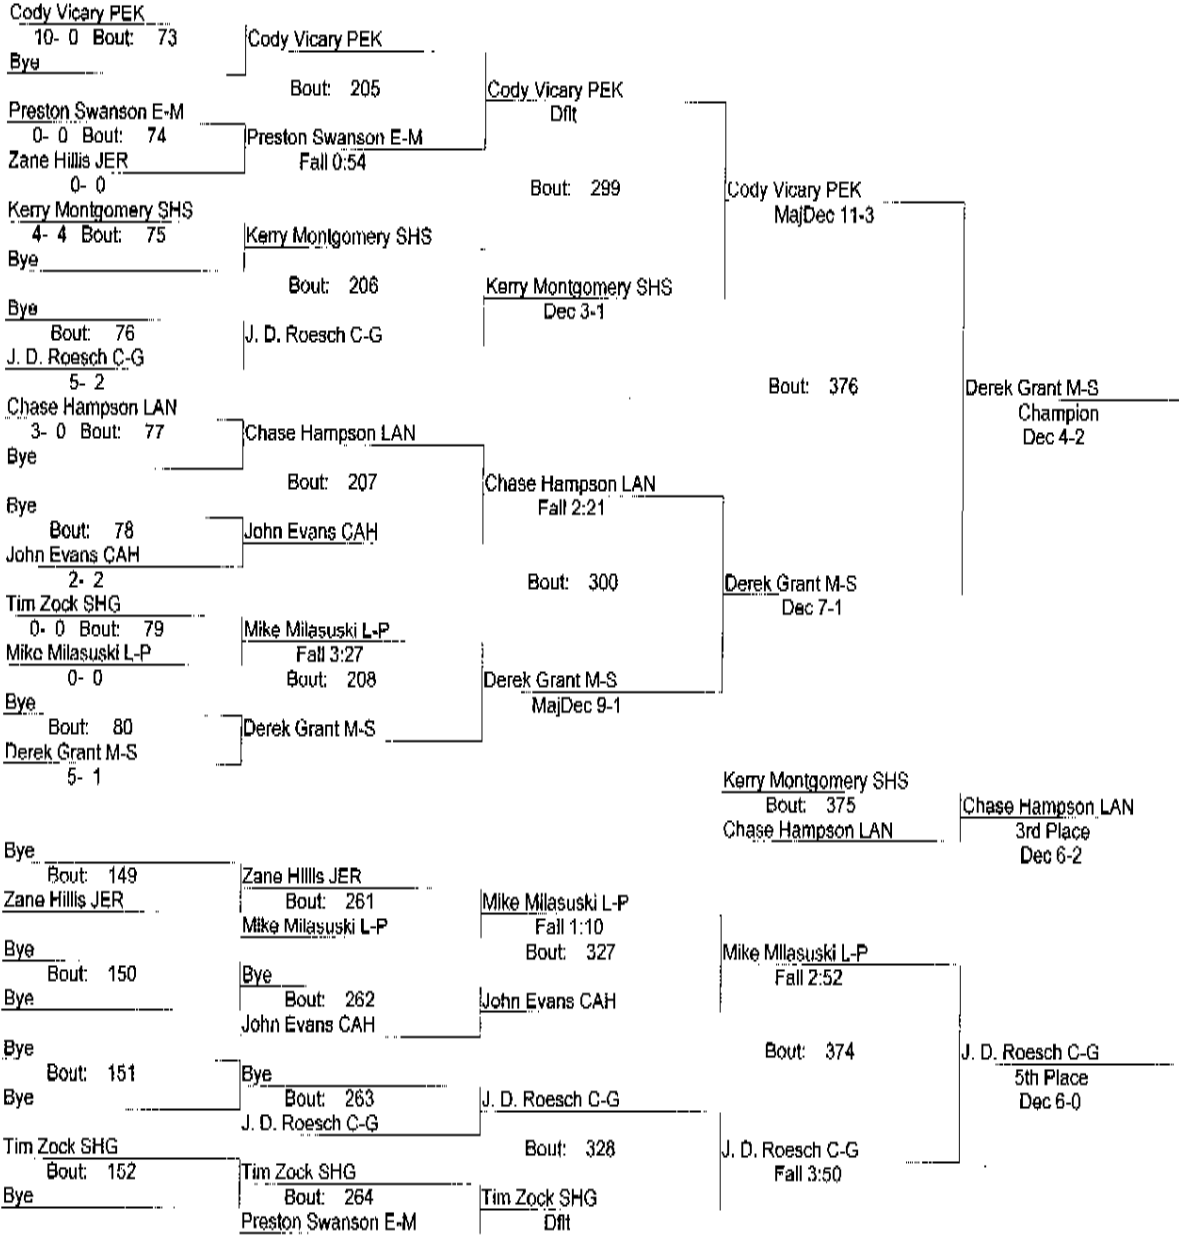 Cody Vicary PEK
10- 0 Bout: 73
Bye
Cody Vicary PEK
Bout: 205
Preston Swanson E-M
0- 0 Bout: 74
Zane Hillis JER
0- 0
Preston Swanson E-M
Fall 0:54
Cody Vicary PEK
Dflt
Bout: 299
Kerry Montgomery SHS
4- 4 Bout: 75
Bye
Kerry Montgomery SHS
Bout: 206
Bye
Bout: 76
J. D. Roesch C-G
5- 2
J. D. Roesch C-G
Kerry Montgomery SHS
Dec 3-1
Cody Vicary PEK
MajDec 11-3
Bout: 376
Derek Grant M-S
Champion
Dec 4-2
Chase Hampson LAN
3- 0 Bout: 77
Bye
Chase Hampson LAN
Bout: 207
Bye
Bout: 78
John Evans CAH
2- 2
John Evans CAH
Chase Hampson LAN
Fall 2:21
Bout: 300
Derek Grant M-S
Dec 7-1
Tim Zock SHG
0- 0 Bout: 79
Mike Milasuski L-P
0- 0
Mike Milasuski L-P
Fall 3:27
Bout: 208
Bye
Bout: 80
Derek Grant M-S
5- 1
Derek Grant M-S
Derek Grant M-S
MajDec 9-1
Kerry Montgomery SHS
Bout: 375
Chase Hampson LAN
Chase Hampson LAN
3rd Place
Dec 6-2
Bye
Bout: 149
Zane Hillis JER
Zane Hillis JER
Bout: 261
Mike Milasuski L-P
Mike Milasuski L-P
Fall 1:10
Bout: 327
Bye
Bout: 150
Bye
Bye
Bout: 262
John Evans CAH
John Evans CAH
Mike Milasuski L-P
Fall 2:52
Bout: 374
J. D. Roesch C-G
5th Place
Dec 6-0
Bye
Bout: 151
Bye
Bye
Bout: 263
J. D. Roesch C-G
J. D. Roesch C-G
Bout: 328
J. D. Roesch C-G
Fall 3:50
Tim Zock SHG
Bout: 152
Bye
Tim Zock SHG
Bout: 264
Preston Swanson E-M
Tim Zock SHG
Dflt